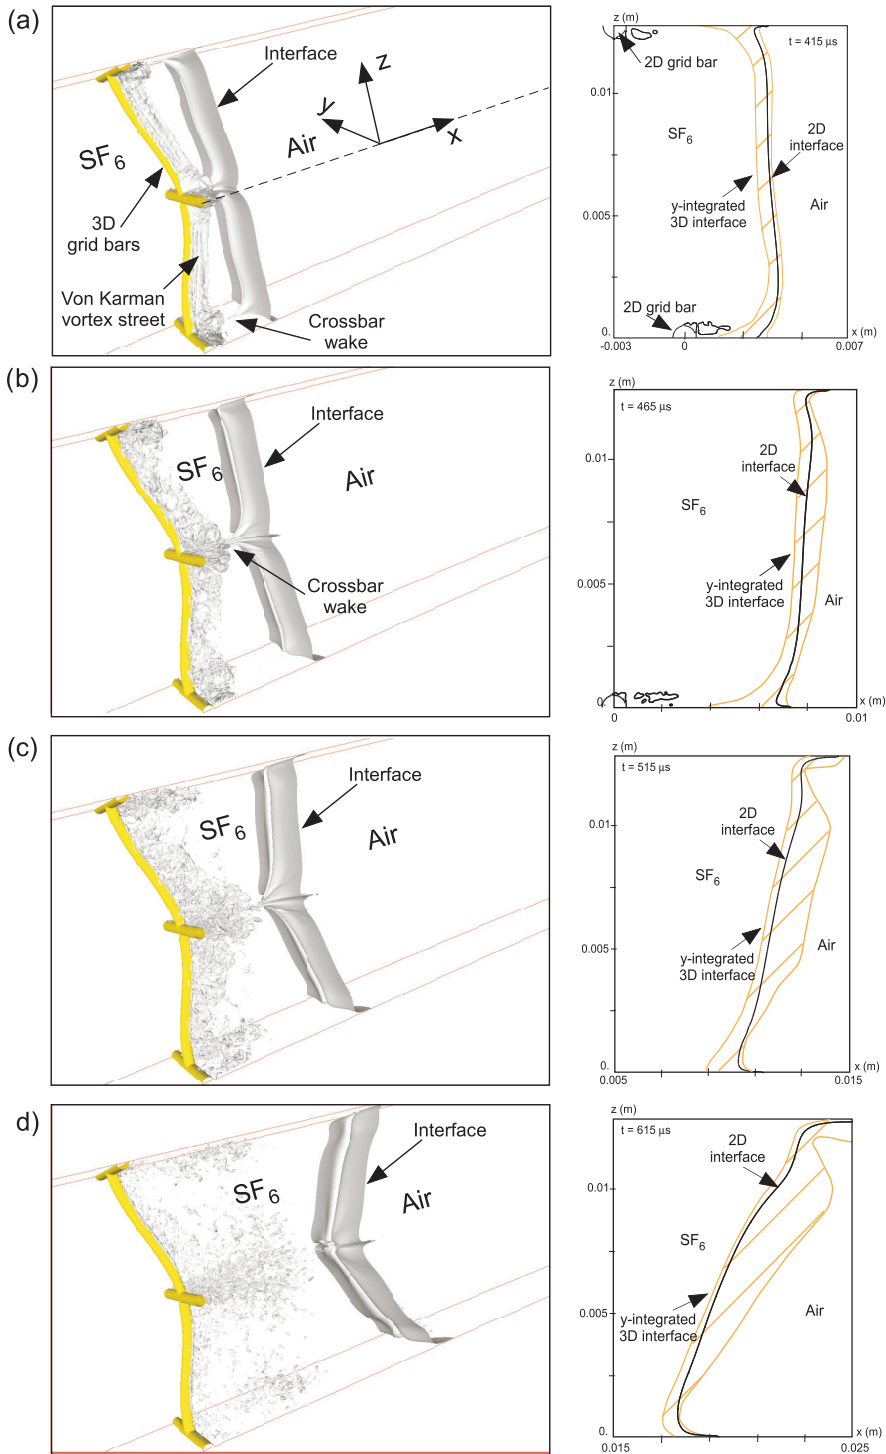 (a)
Interface
z
y
x
Air
SF6
3D
grid bars
Von Karman
vortex street
Crossbar
wake
z (m)
t = 415 μs
2D grid bar
0.01
SF6
2D
interface
y-integrated
3D interface
Air
0.005
2D grid bar
0.
x (m)
-0.003
0
0.007
(b)
Interface
SF6
Air
Crossbar
wake
z (m)
t = 465 μs
2D
interface
0.01
SF6
y-integrated
3D interface
0.005
Air
0.
x (m)
0
0.01
(c)
Interface
SF6
Air
z (m)
t = 515 μs
2D
interface
0.01
SF6
0.005
y-integrated
3D interface
Air
0.
x (m)
0.005
0.015
d)
Interface
SF6
Air
z (m)
t = 615 μs
2D
interface
0.01
SF6
0.005
y-integrated
3D interface
Air
0.
x (m)
0.015
0.025